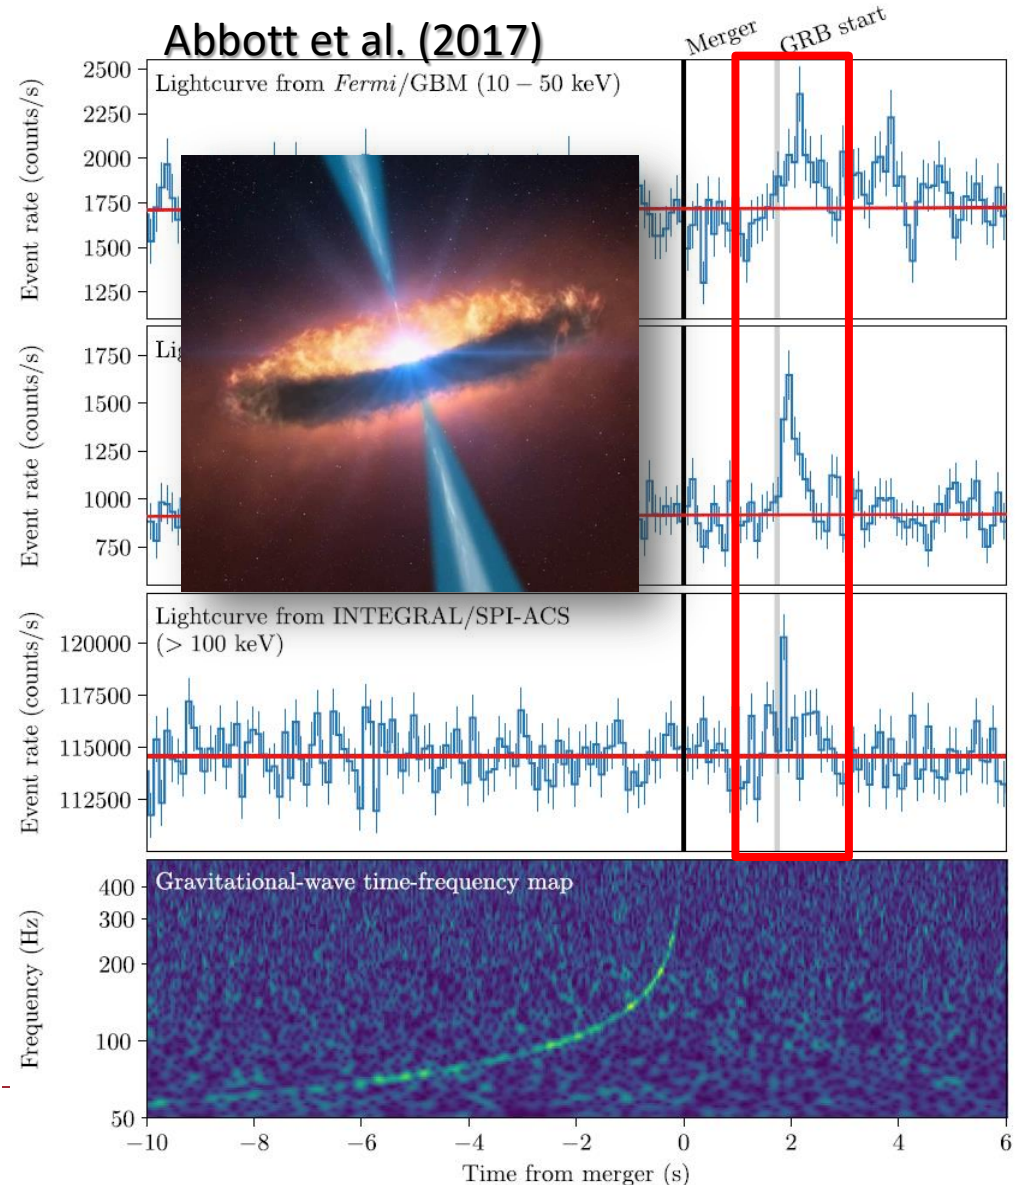 Abbott et al. (2017)
Merger
GRB start
Lightcurve from Fermi/GBM (10 − 50 keV)
Event rate (counts/s)
2500
2250
2000
1750
1500
1250
Event rate (counts/s)
1750
1500
1250
1000
750
Lightcurve from INTEGRAL/SPI-ACS
(> 100 keV)
Event rate (counts/s)
120000
117500
115000
112500
Gravitational-wave time-frequency map
Frequency (Hz)
400
300
200
100
50
−10 −8 −6 −4 −2 0 2 4 6
Time from merger (s)